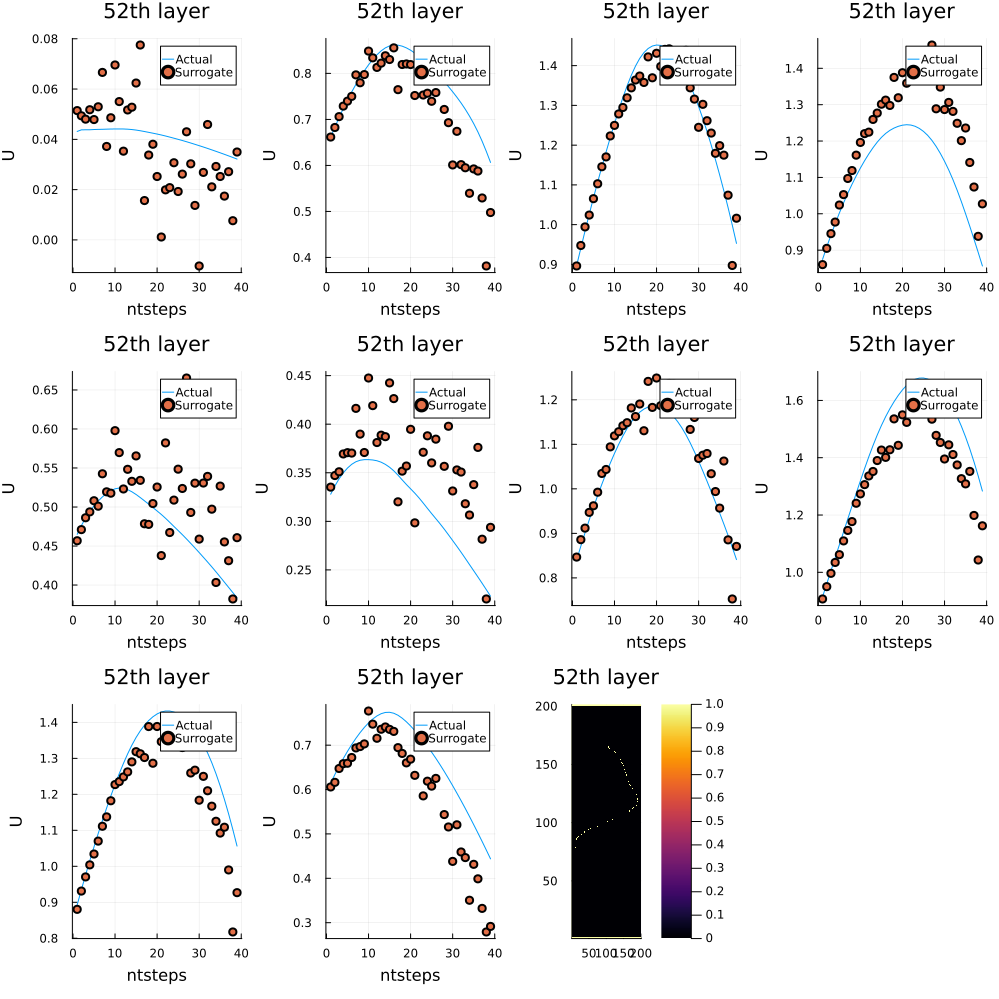 52th layer
52th layer
52th layer
52th layer
0.08
0.06
0.04
0.02
0.00
U
Actual
Surrogate
0 10 20 30 40
ntsteps
0.8
0.7
0.6
0.5
0.4
U
Actual
Surrogate
0 10 20 30 40
ntsteps
1.4
1.3
1.2
1.1
1.0
0.9
U
Actual
Surrogate
0 10 20 30 40
ntsteps
1.4
1.3
1.2
1.1
1.0
0.9
U
Actual
Surrogate
0 10 20 30 40
ntsteps
52th layer
52th layer
52th layer
52th layer
0.65
0.60
0.55
0.50
0.45
0.40
U
Actual
Surrogate
0 10 20 30 40
ntsteps
0.45
0.40
0.35
0.30
0.25
U
Actual
Surrogate
0 10 20 30 40
ntsteps
1.2
1.1
1.0
0.9
0.8
U
Actual
Surrogate
0 10 20 30 40
ntsteps
1.6
1.4
1.2
1.0
U
Actual
Surrogate
0 10 20 30 40
ntsteps
52th layer
52th layer
52th layer
1.4
1.3
1.2
1.1
1.0
0.9
0.8
U
Actual
Surrogate
0 10 20 30 40
ntsteps
0.7
0.6
0.5
0.4
0.3
U
Actual
Surrogate
0 10 20 30 40
ntsteps
200
150
100
50
50 100 150 200
1.0
0.9
0.8
0.7
0.6
0.5
0.4
0.3
0.2
0.1
0